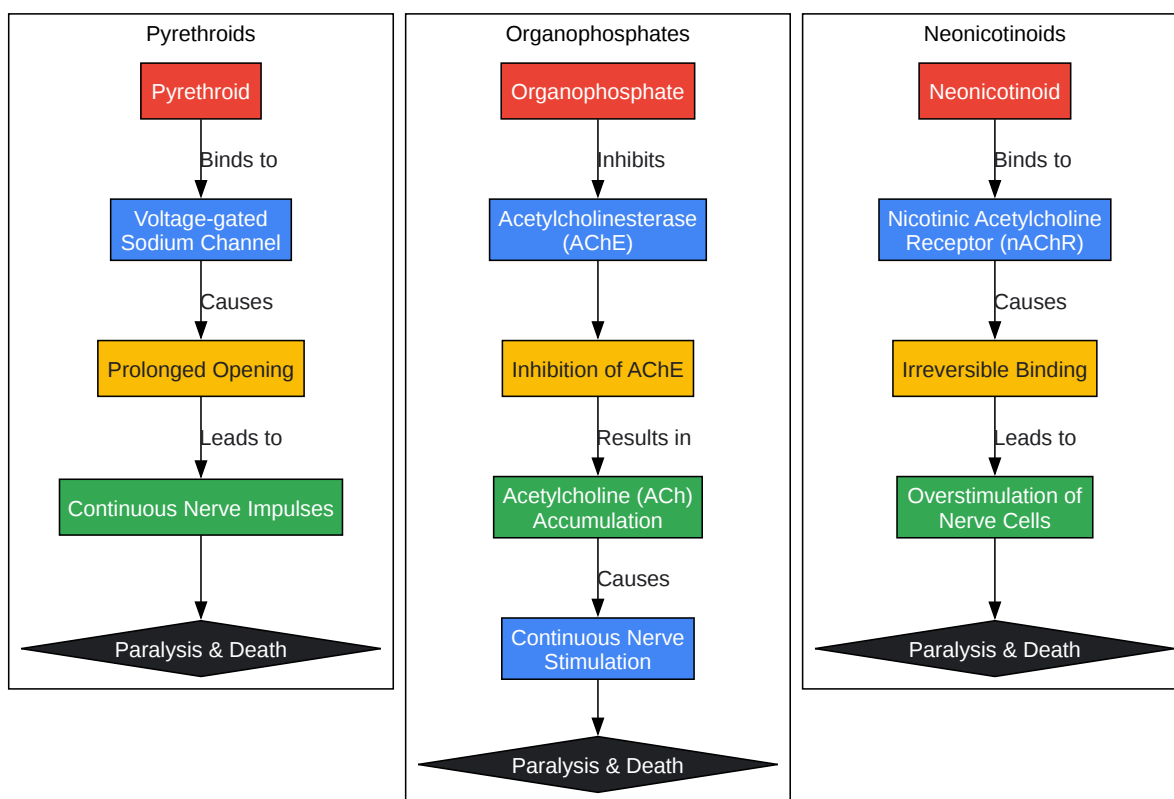 Pyrethroids
Pyrethroid
Binds to
Voltage-gated
Sodium Channel
Causes
Prolonged Opening
Leads to
Continuous Nerve Impulses
Paralysis & Death
Organophosphates
Organophosphate
Inhibits
Acetylcholinesterase
(AChE)
Inhibition of AChE
Results in
Acetylcholine (ACh)
Accumulation
Causes
Continuous Nerve
Stimulation
Paralysis & Death
Neonicotinoids
Neonicotinoid
Binds to
Nicotinic Acetylcholine
Receptor (nAChR)
Causes
Irreversible Binding
Leads to
Overstimulation of
Nerve Cells
Paralysis & Death